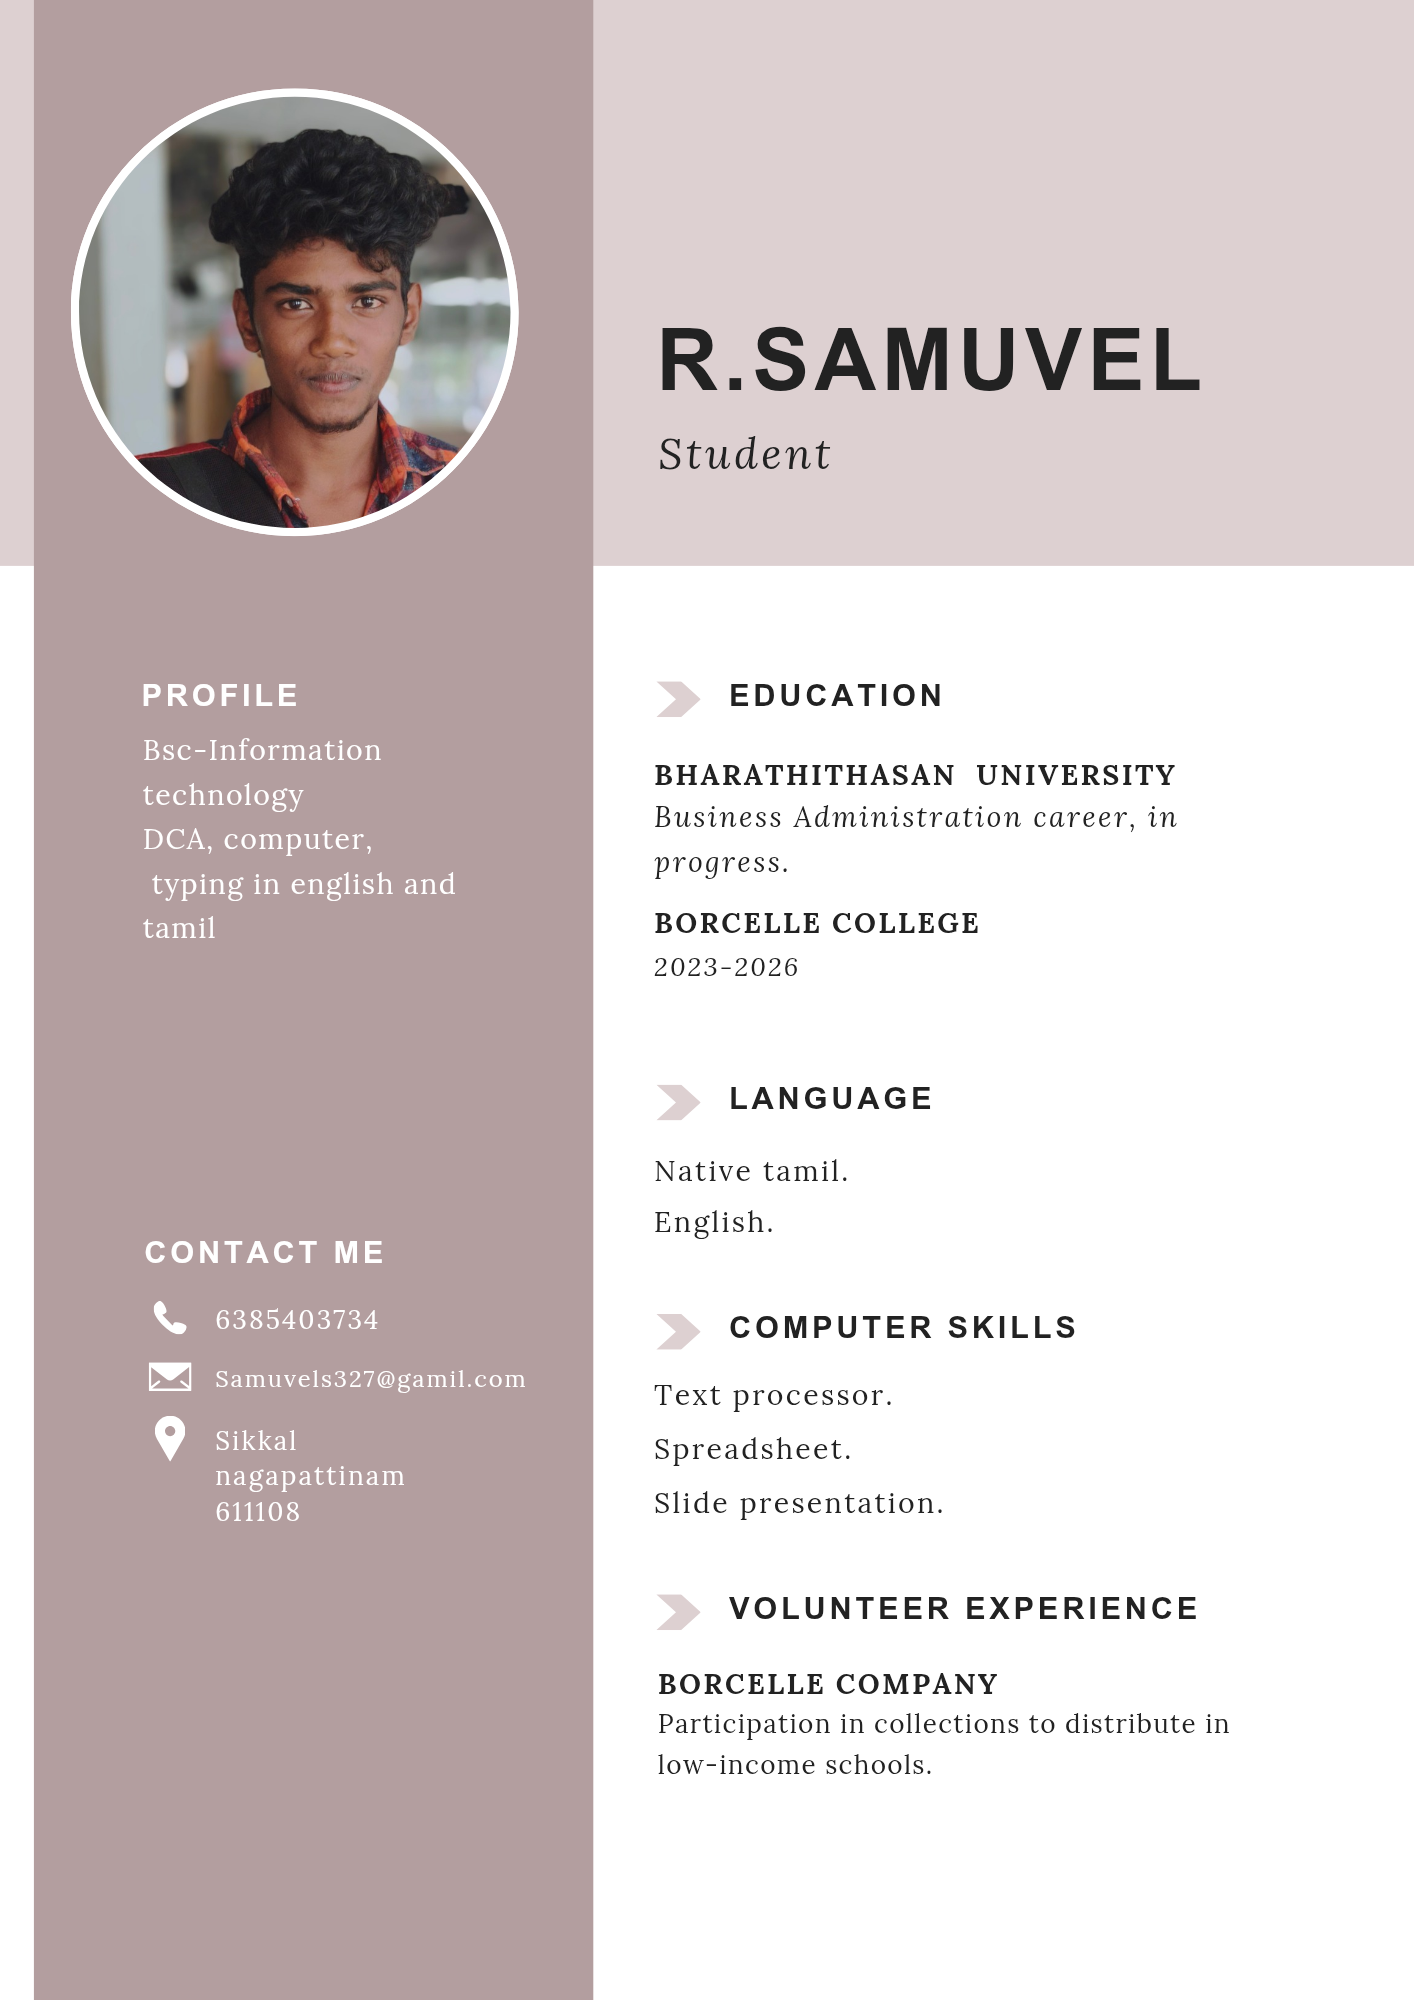 R.SAMUVEL
Student
PROFILE
Bsc-Information
technology
DCA, computer,
typing in english and
tamil
CONTACT ME
6385403734
Samuvels327@gamil.com
Sikkal
nagapattinam
611108
EDUCATION
BHARATHITHASAN  UNIVERSITY
Business Administration career, in
progress.
BORCELLE COLLEGE
2023-2026
LANGUAGE
Native tamil.
English.
COMPUTER SKILLS
Text processor.
Spreadsheet.
Slide presentation.
VOLUNTEER EXPERIENCE
BORCELLE COMPANY
Participation in collections to distribute in
low-income schools.